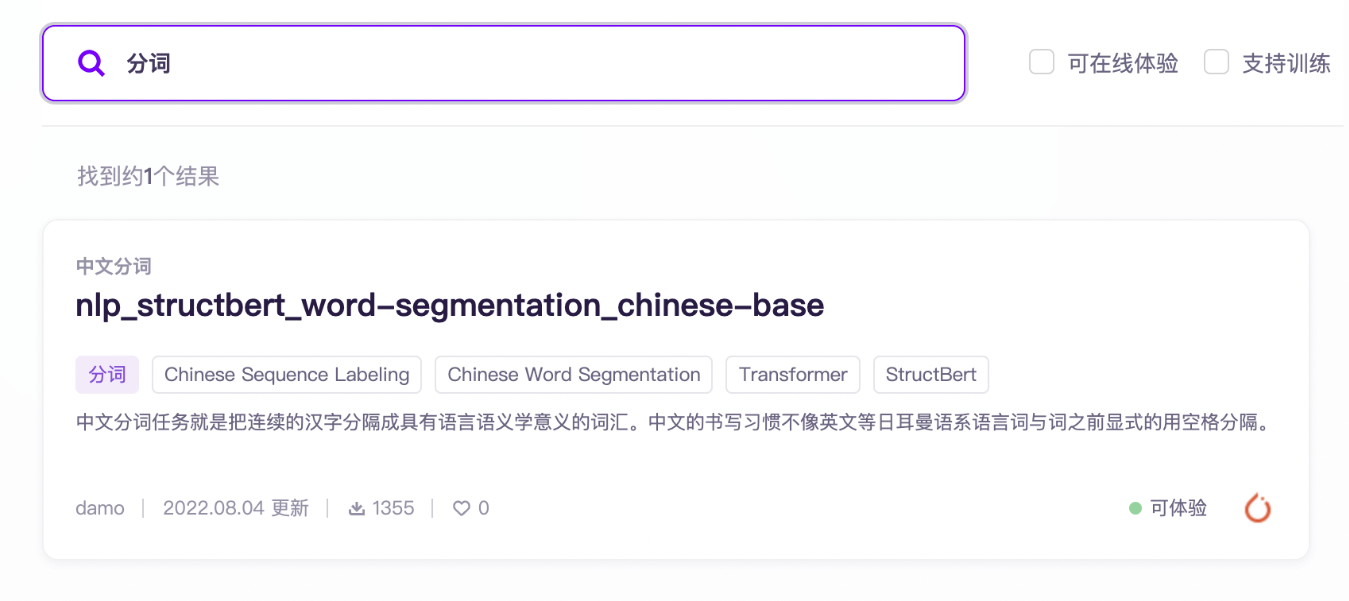 分词
可在线体验 支持训练
找到约1个结果
中文分词
nlp_structbert_word-segmentation_chinese-base
分词 Chinese Sequence Labeling Chinese Word Segmentation Transformer StructBert
中文分词任务就是把连续的汉字分隔成具有语言语义学意义的词汇。中文的书写习惯不像英文等日耳曼语系语言词与词之前显式的用空格分隔。
damo | 2022.08.04 更新 | 1355 | 0 可体验